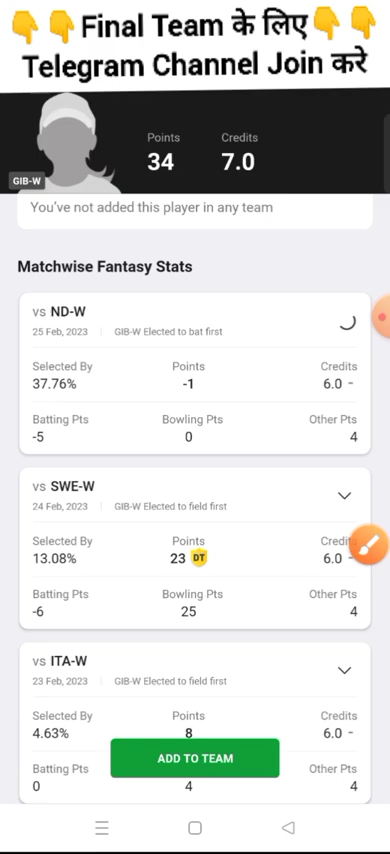 👇👇Final Team के लिए👇👇
Telegram Channel Join करे
Points Credits
34 7.0
GIB-W
You've not added this player in any team
Matchwise Fantasy Stats
vs ND-W
25 Feb, 2023 | GIB-W Elected to bat first
Selected By Points Credits
37.76% -1 6.0 -
Batting Pts Bowling Pts Other Pts
-5 0 4
vs SWE-W
24 Feb, 2023 | GIB-W Elected to field first
Selected By Points Credits
13.08% 23 DT 6.0 -
Batting Pts Bowling Pts Other Pts
-6 25 4
vs ITA-W
23 Feb, 2023 | GIB-W Elected to field first
Selected By Points Credits
4.63% 8 6.0 -
ADD TO TEAM
Batting Pts Other Pts
0 4 4